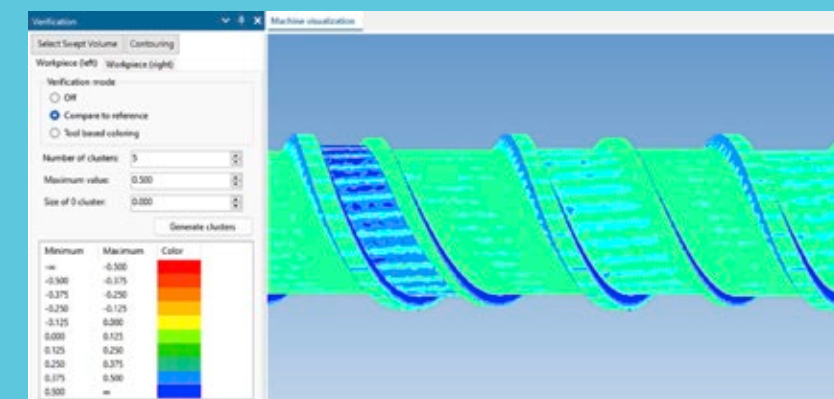 Verification
Machine visualization
Select Swept Volume Contouring
Workpiece (left) Workpiece (right)
Verification mode
Off
Compare to reference
Tool based coloring
Number of clusters: 5
Maximum value: 0.500
Size of 0 cluster: 0.000
Generate clusters
Minimum Maximum Color
-∞ -0.500
-0.500 -0.375
-0.375 -0.250
-0.250 -0.125
-0.125 0.000
0.000 0.125
0.125 0.250
0.250 0.375
0.375 0.500
0.500 ∞